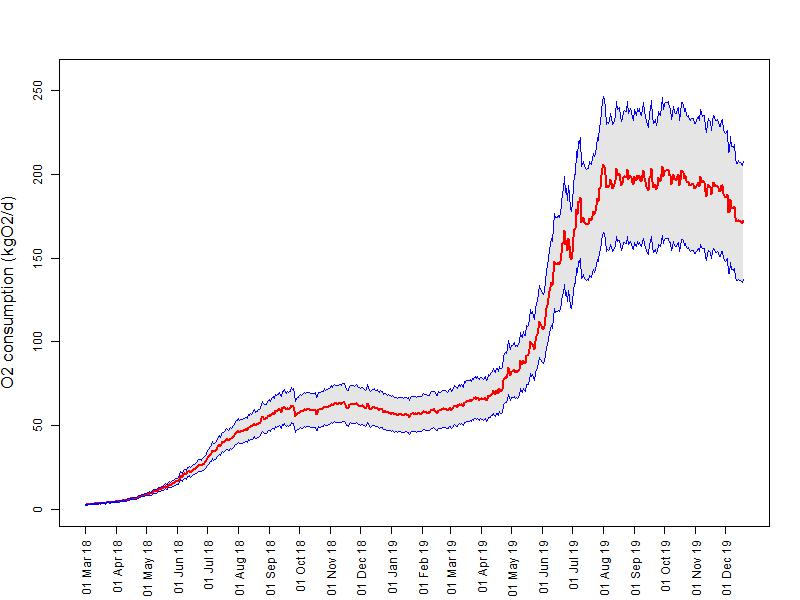 O2 consumption (kgO2/d)
250
200
150
100
50
0
01 Mar 18
01 Apr 18
01 May 18
01 Jun 18
01 Jul 18
01 Aug 18
01 Sep 18
01 Oct 18
01 Nov 18
01 Dec 18
01 Jan 19
01 Feb 19
01 Mar 19
01 Apr 19
01 May 19
01 Jun 19
01 Jul 19
01 Aug 19
01 Sep 19
01 Oct 19
01 Nov 19
01 Dec 19